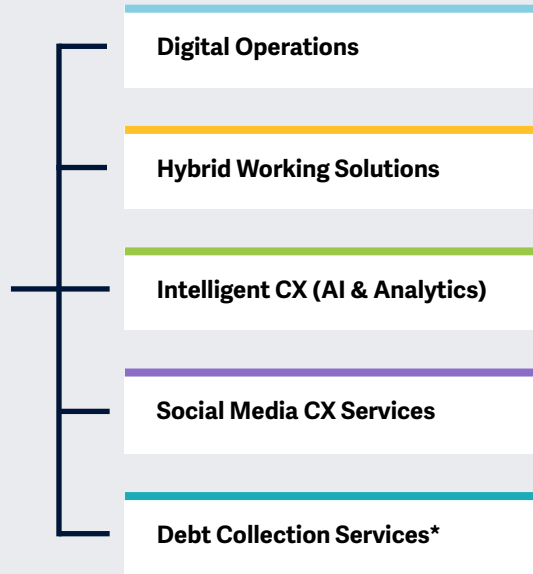 Digital Operations
Hybrid Working Solutions
Intelligent CX (AI & Analytics)
Social Media CX Services
Debt Collection Services*